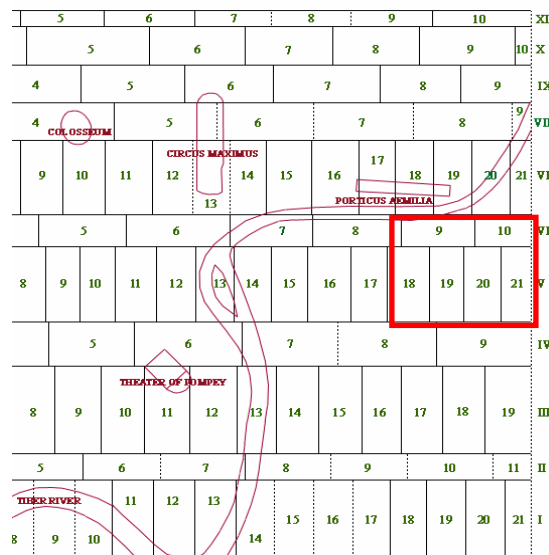 5 6 7 8 9 10 XI
5 6 7 8 9 10 X
4 5 6 7 8 9 IX
4 5 6 7 8 9 VII
COLOSSEUM
CIRCUS MAXIMUS
17
9 10 11 12 14 15 16 18 19 20 21
PORTICUS AEMILIA
13
5 6 7 8 9 10 VI
8 9 10 11 12 13 14 15 16 17 18 19 20 21 V
5 6 7 8 9 IV
THEATER OF POMPEY
8 9 10 11 12 13 14 15 16 17 18 19 III
5 6 7 8 9 10 11 II
TIBER RIVER
11 12 13
15 16 17 18 19 20 21 I
8 9 10 14